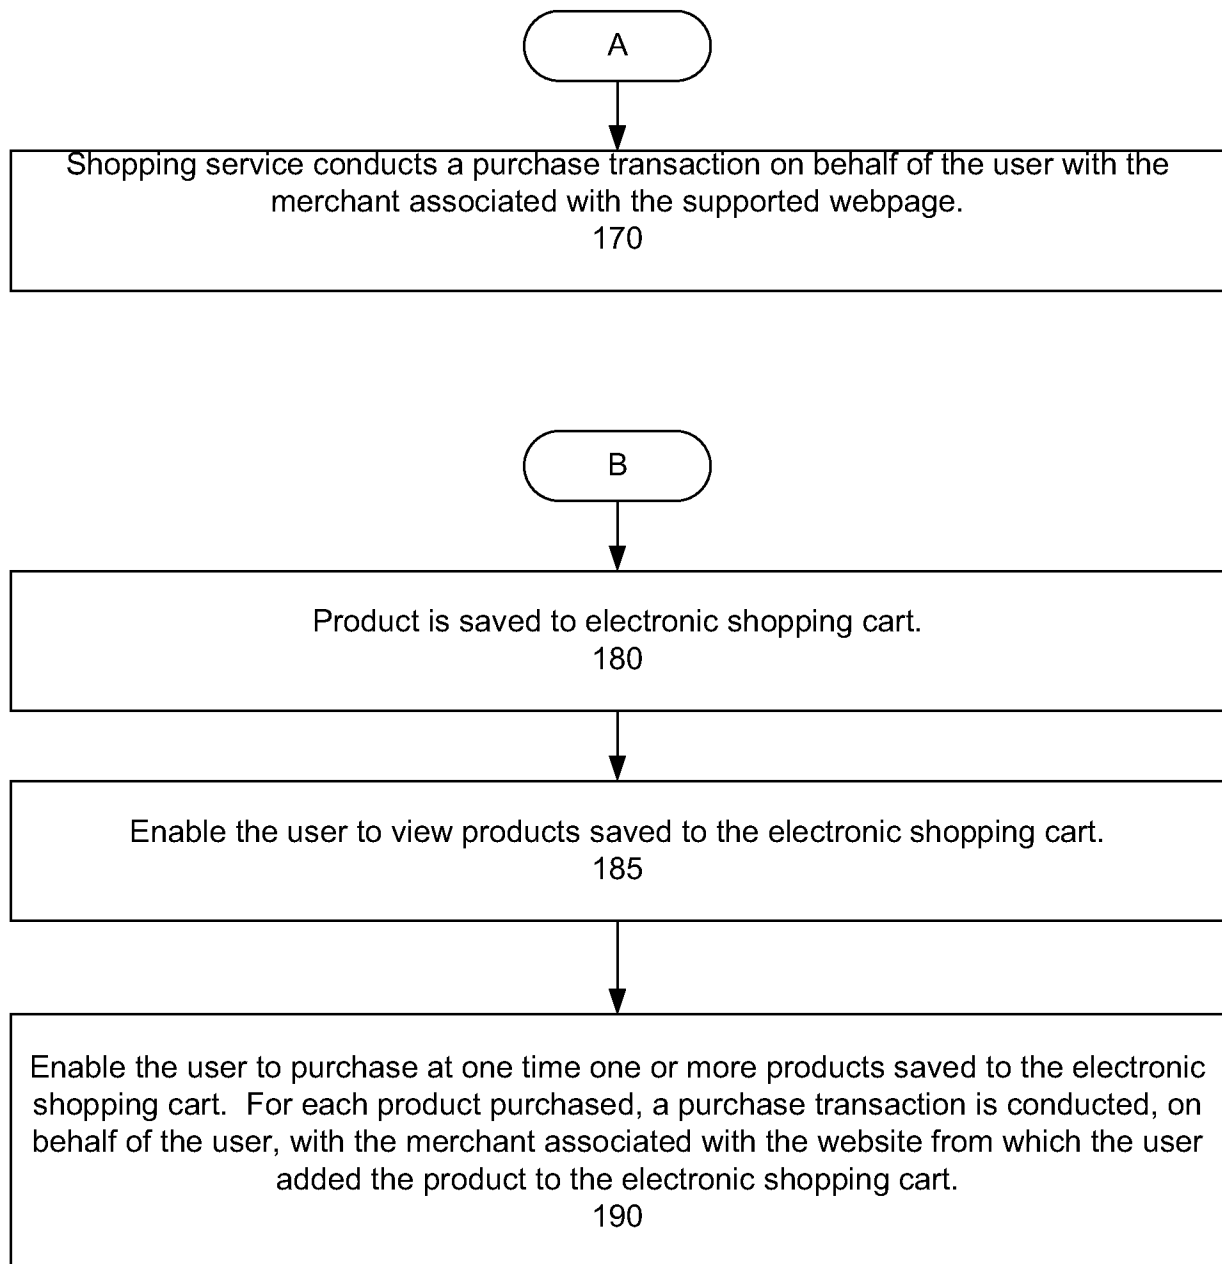 A
Shopping service conducts a purchase transaction on behalf of the user with the
merchant associated with the supported webpage.
170
B
Product is saved to electronic shopping cart.
180
Enable the user to view products saved to the electronic shopping cart.
185
Enable the user to purchase at one time one or more products saved to the electronic
shopping cart.  For each product purchased, a purchase transaction is conducted, on
behalf of the user, with the merchant associated with the website from which the user
added the product to the electronic shopping cart.
190